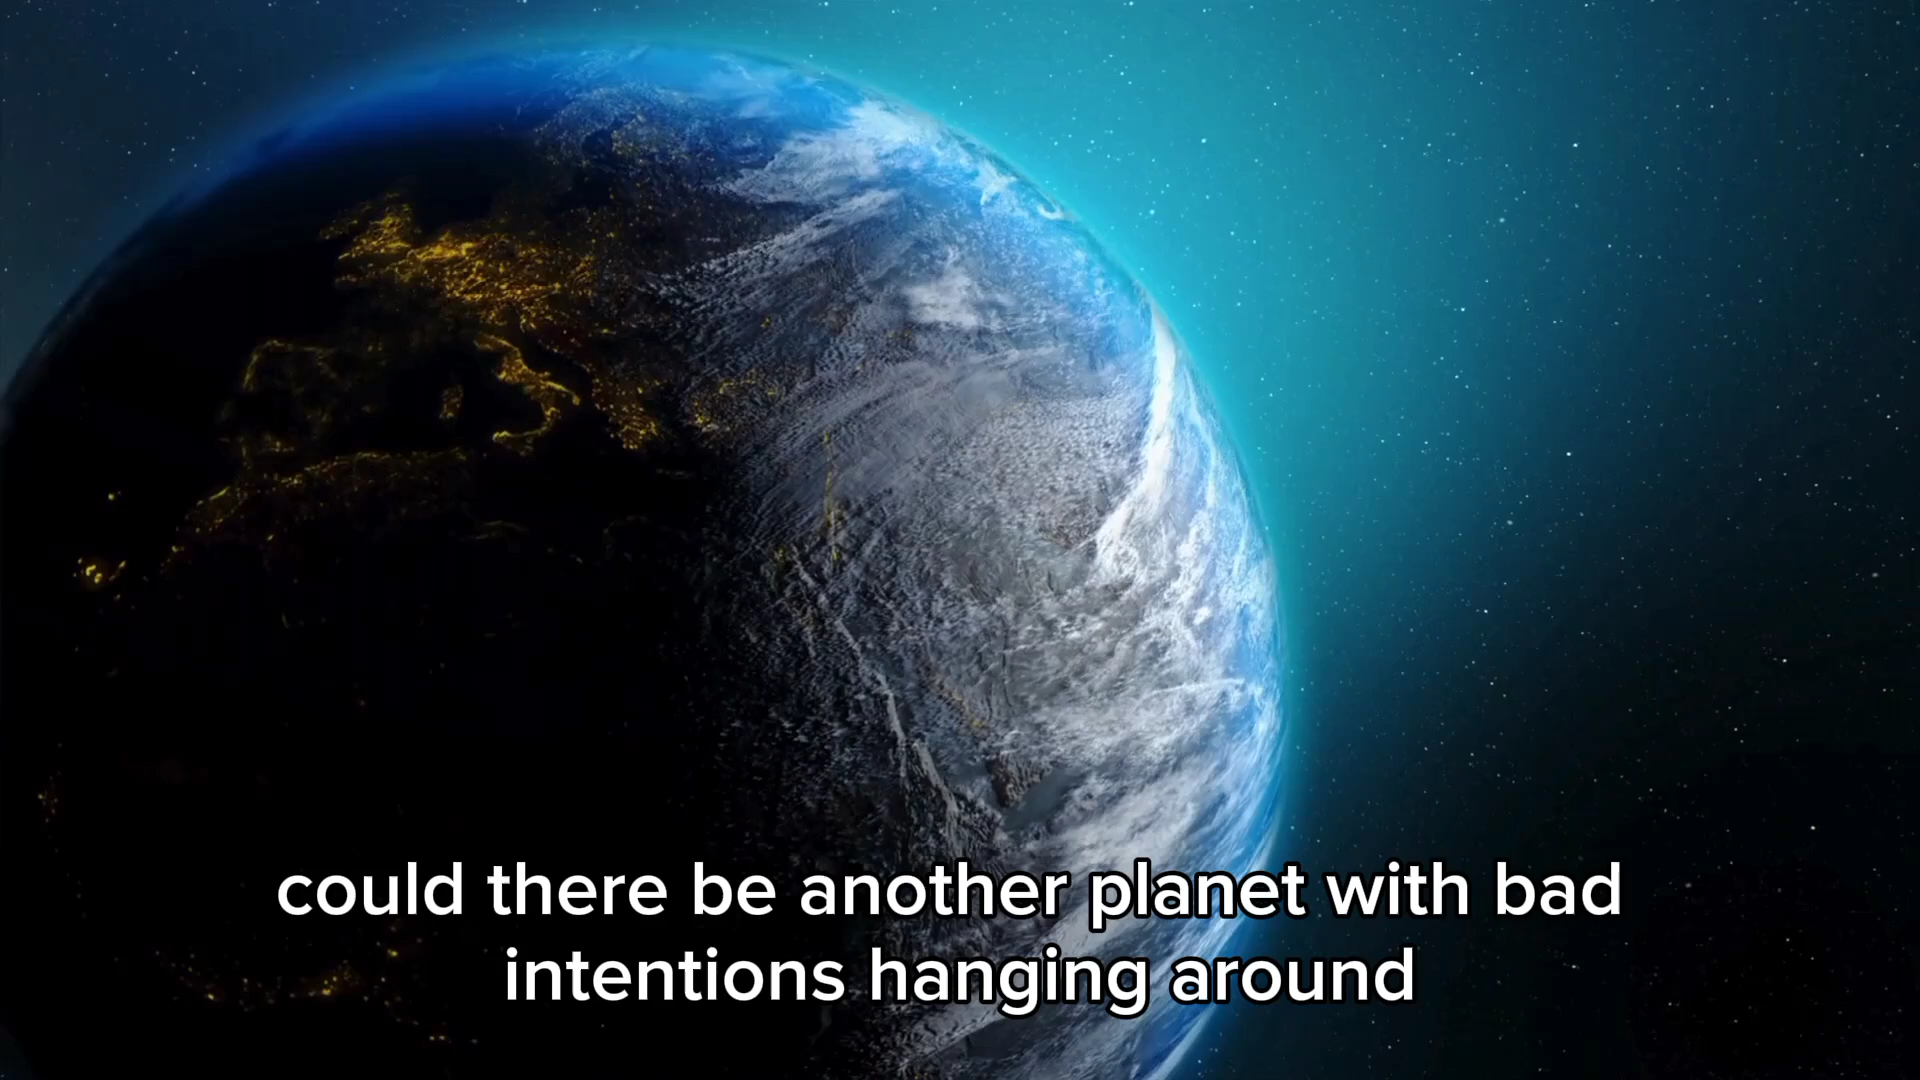 could there be another planet with bad
intentions hanging around